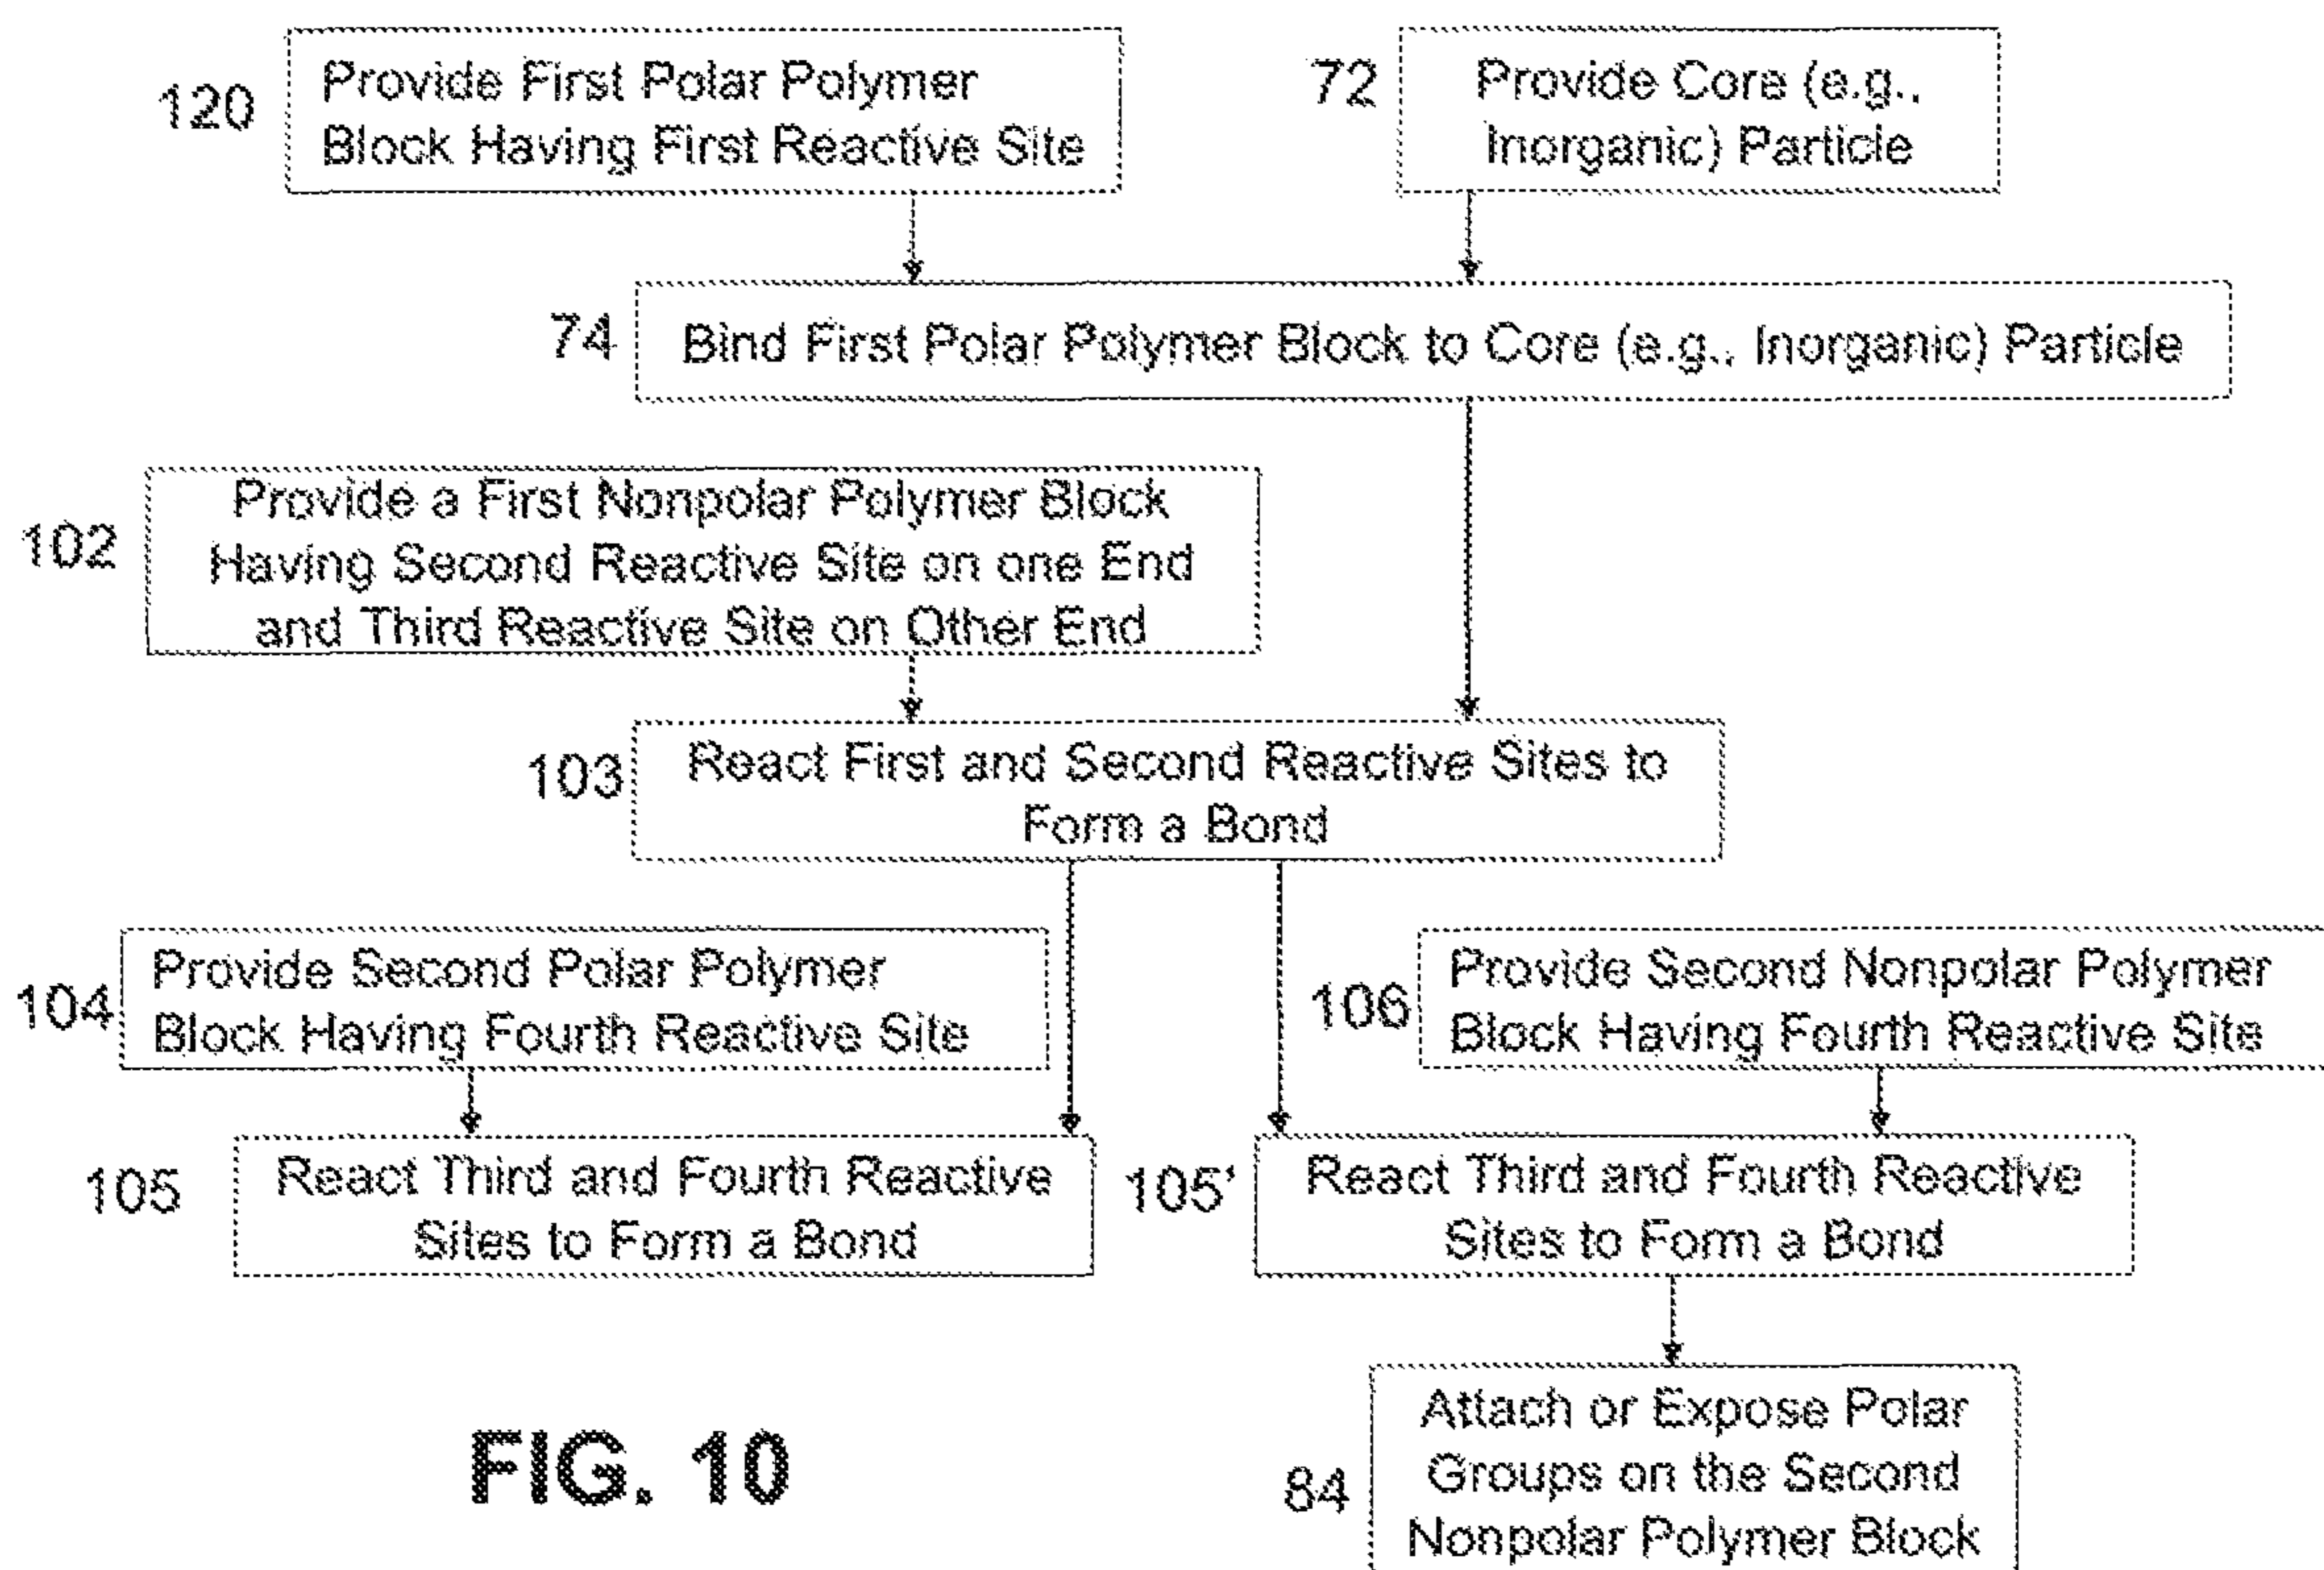 120
Provide First Polar Polymer
Block Having First Reactive Site
72
Provide Core (e.g.,
Inorganic) Particle
74
Bind First Polar Polymer Block to Core (e.g., Inorganic) Particle
102
Provide a First Nonpolar Polymer Block
Having Second Reactive Site on one End
and Third Reactive Site on Other End
103
React First and Second Reactive Sites to
Form a Bond
104
Provide Second Polar Polymer
Block Having Fourth Reactive Site
106
Provide Second Nonpolar Polymer
Block Having Fourth Reactive Site
105
React Third and Fourth Reactive
Sites to Form a Bond
105'
React Third and Fourth Reactive
Sites to Form a Bond
84
Attach or Expose Polar
Groups on the Second
Nonpolar Polymer Block
FIG. 10